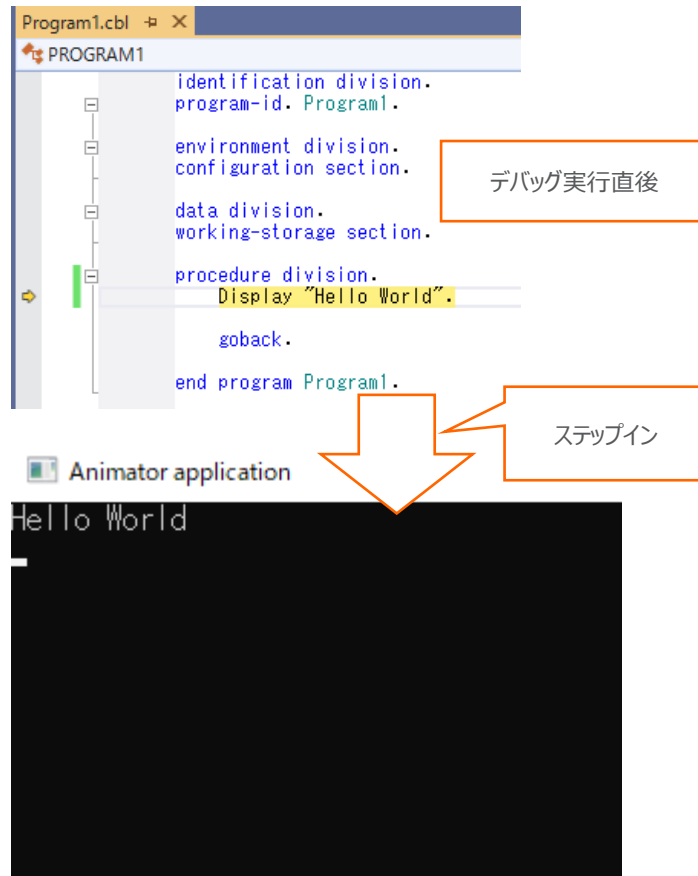 Program1.cbl
PROGRAM1
identification division.
program-id. Program1.
environment division.
configuration section.
デバッグ実行直後
data division.
working-storage section.
procedure division.
Display "Hello World".
goback.
end program Program1.
ステップイン
Animator application
Hello World